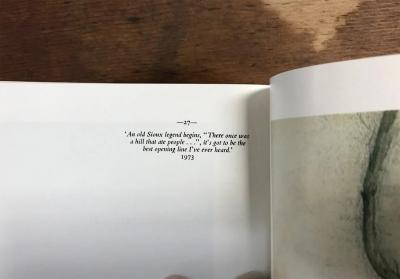 —27—
'An old Sioux legend begins, "There once was
a hill that ate people . . .", it's got to be the
best opening line I've ever heard.'
1973